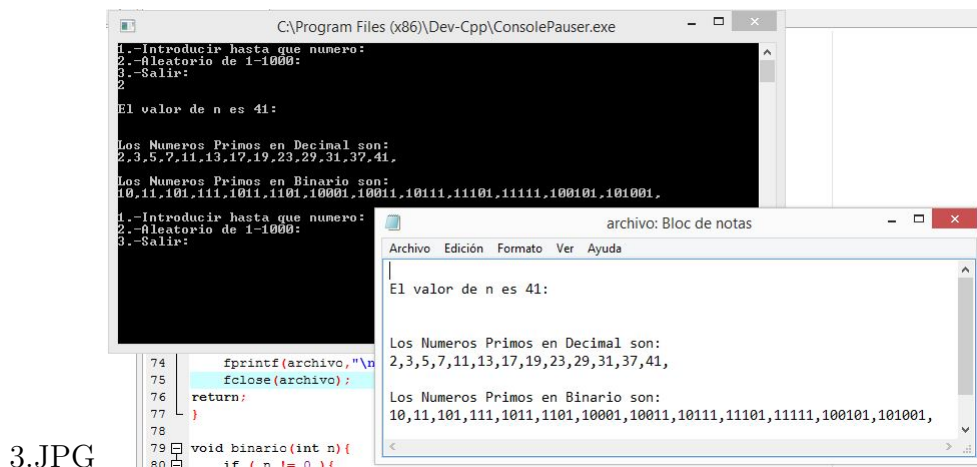 C:\Program Files (x86)\Dev-Cpp\ConsolePauser.exe
1.-Introducir hasta que numero:
2.-Aleatorio de 1-1000:
3.-Salir:
2
El valor de n es 41:
Los Numeros Primos en Decimal son:
2,3,5,7,11,13,17,19,23,29,31,37,41,
Los Numeros Primos en Binario son:
10,11,101,111,1011,1101,10001,10011,10111,11101,11111,100101,101001,
1.-Introducir hasta que numero:
2.-Aleatorio de 1-1000:
3.-Salir:
archivo: Bloc de notas
Archivo Edición Formato Ver Ayuda
El valor de n es 41:
Los Numeros Primos en Decimal son:
2,3,5,7,11,13,17,19,23,29,31,37,41,
Los Numeros Primos en Binario son:
10,11,101,111,1011,1101,10001,10011,10111,11101,11111,100101,101001,
74 fprintf(archivo,"\n
75 fclose(archivo);
76 return;
77 }
78
79 void binario(int n){
80 if ( n != 0 ){
3.JPG